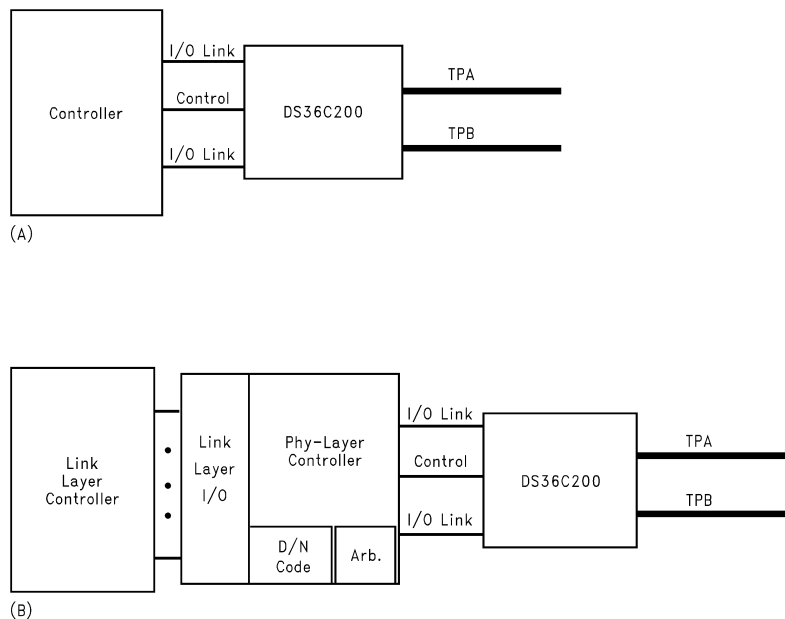 I/O Link
TPA
Control
Controller
DS36C200
TPB
I/O Link
(A)
I/O Link
Link
Layer
I/O
Phy-Layer
Controller
TPA
Control
Link
Layer
Controller
DS36C200
TPB
I/O Link
D/N
Code
Arb.
(B)